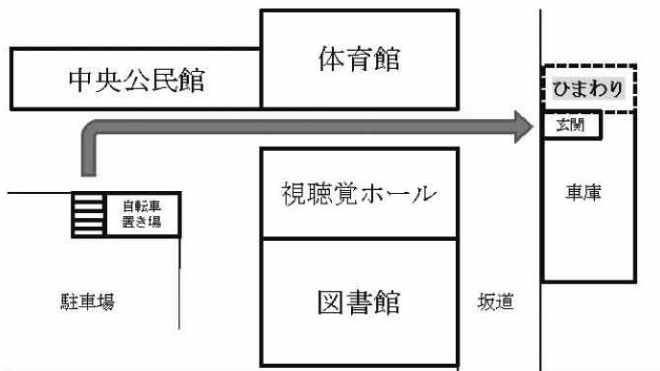 体育館
中央公民館
ひまわり
玄関
視聴覚ホール
車庫
自転車
置き場
駐車場
図書館
坂道